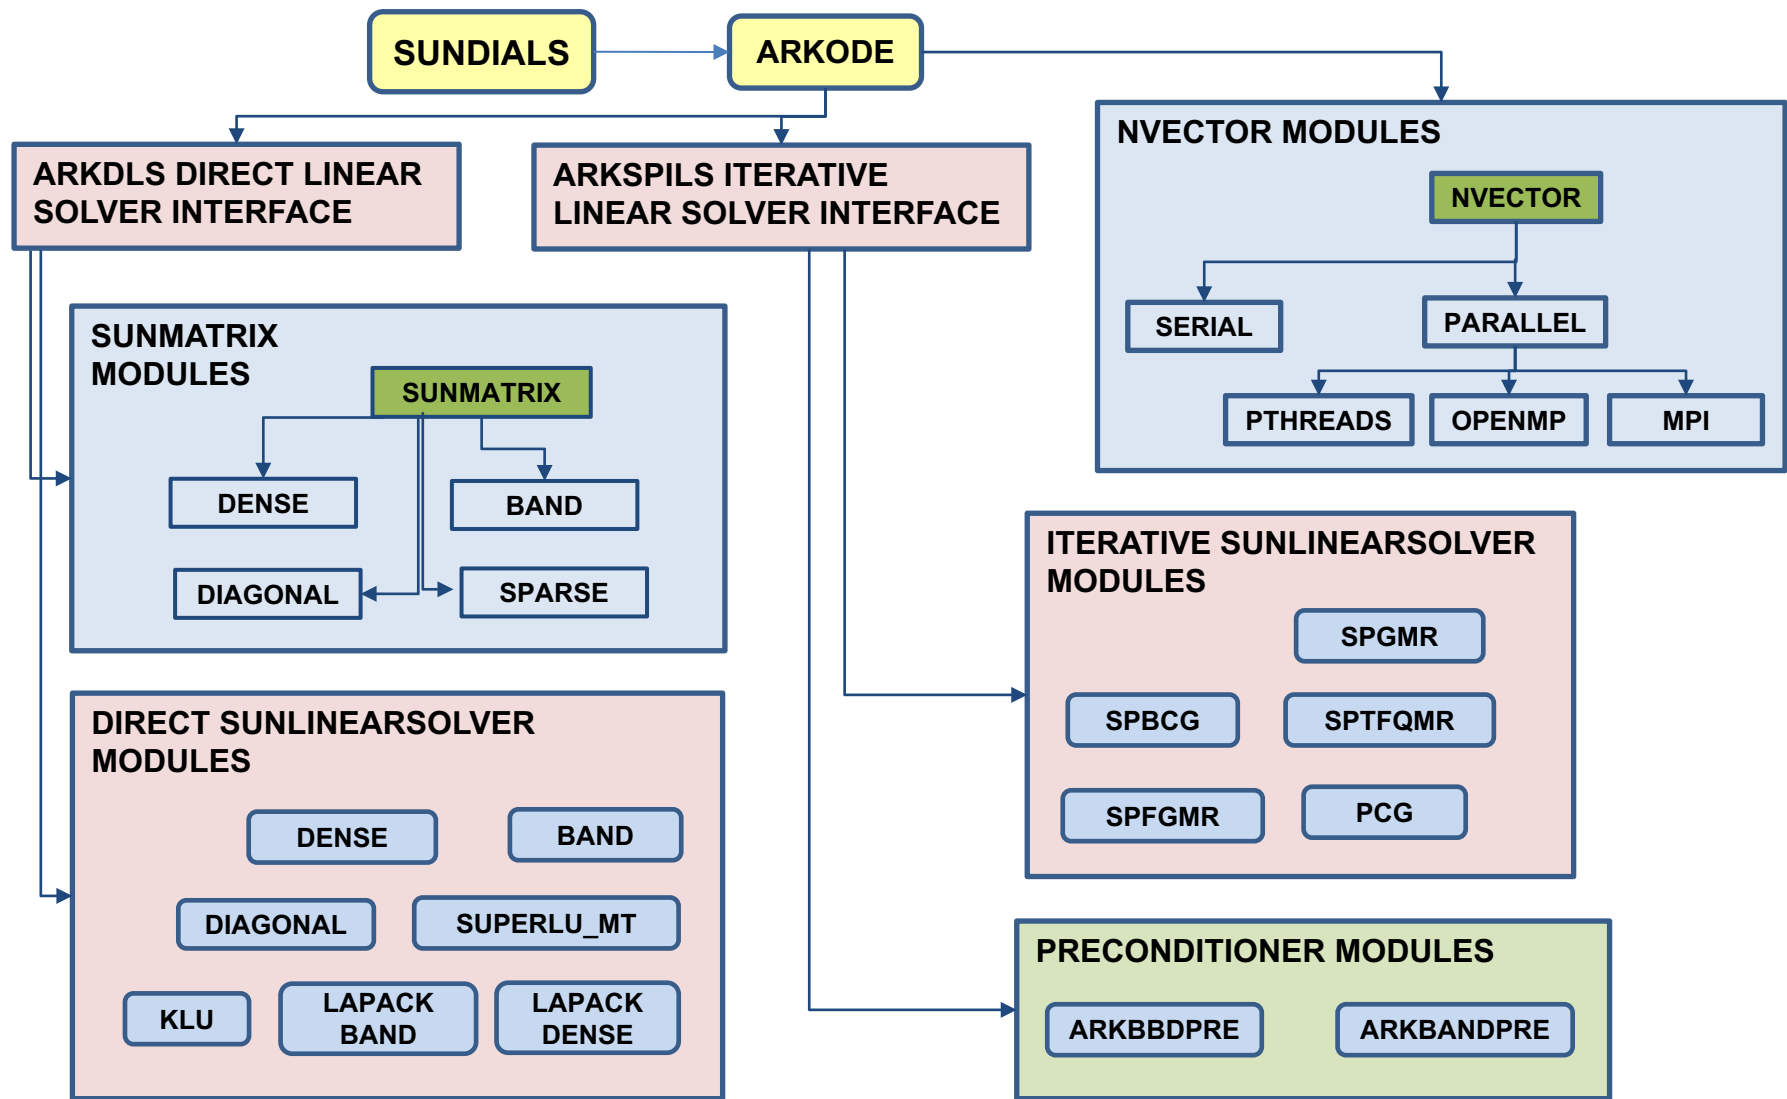 SUNDIALS
ARKODE
ARKDLS DIRECT LINEAR
SOLVER INTERFACE
ARKSPILS ITERATIVE
LINEAR SOLVER INTERFACE
NVECTOR MODULES
NVECTOR
SERIAL
PARALLEL
PTHREADS
OPENMP
MPI
SUNMATRIX
MODULES
SUNMATRIX
DENSE
BAND
DIAGONAL
SPARSE
DIRECT SUNLINEARSOLVER
MODULES
DENSE
BAND
DIAGONAL
SUPERLU_MT
KLU
LAPACK
BAND
LAPACK
DENSE
ITERATIVE SUNLINEARSOLVER
MODULES
SPGMR
SPBCG
SPTFQMR
SPFGMR
PCG
PRECONDITIONER MODULES
ARKBBDPRE
ARKBANDPRE